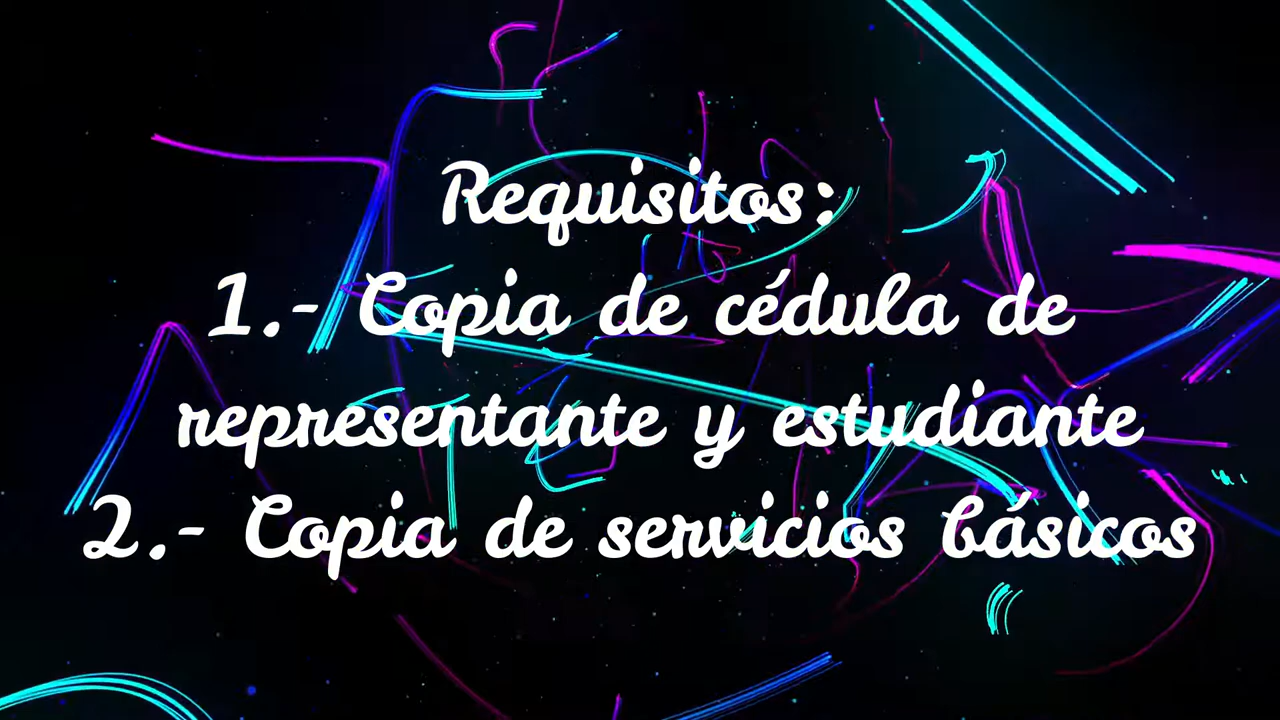 Requisitos:
1.- Copia de cédula de
representante y estudiante
2.- Copia de servicios básicos